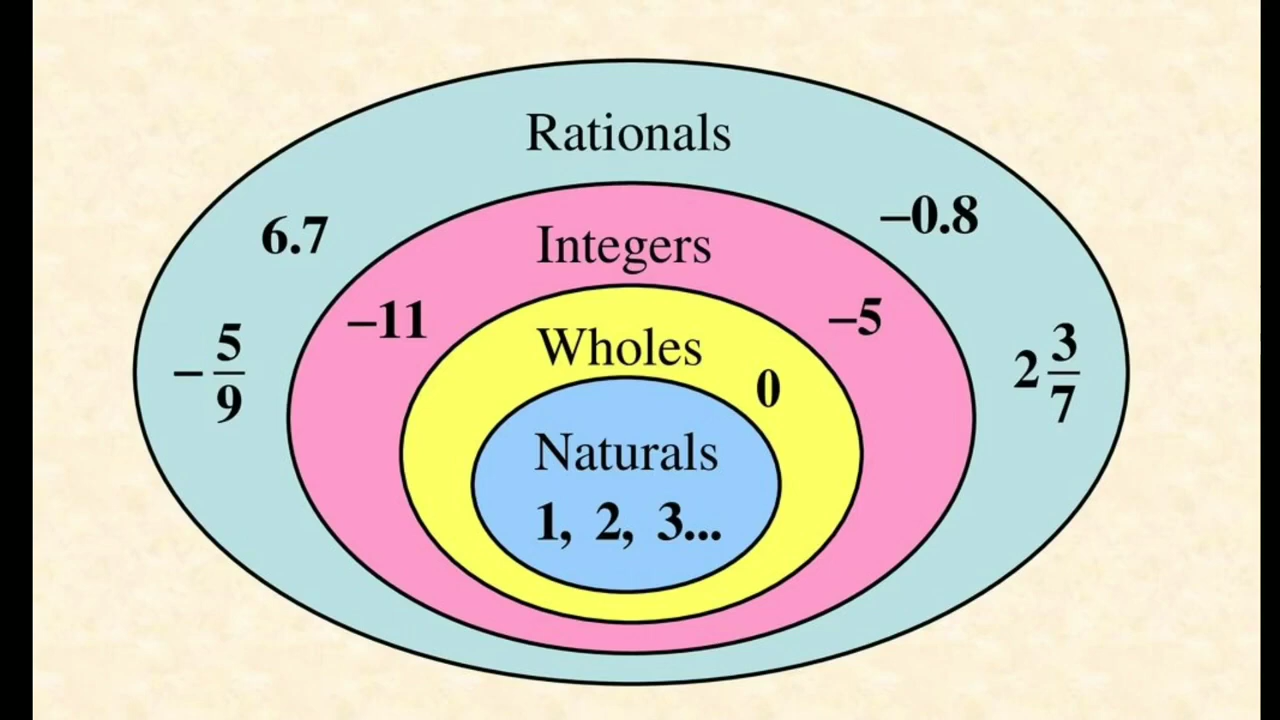 Rationals
6.7
–0.8
Integers
–11
–5
Wholes
0
– 5/9
2 3/7
Naturals
1, 2, 3...